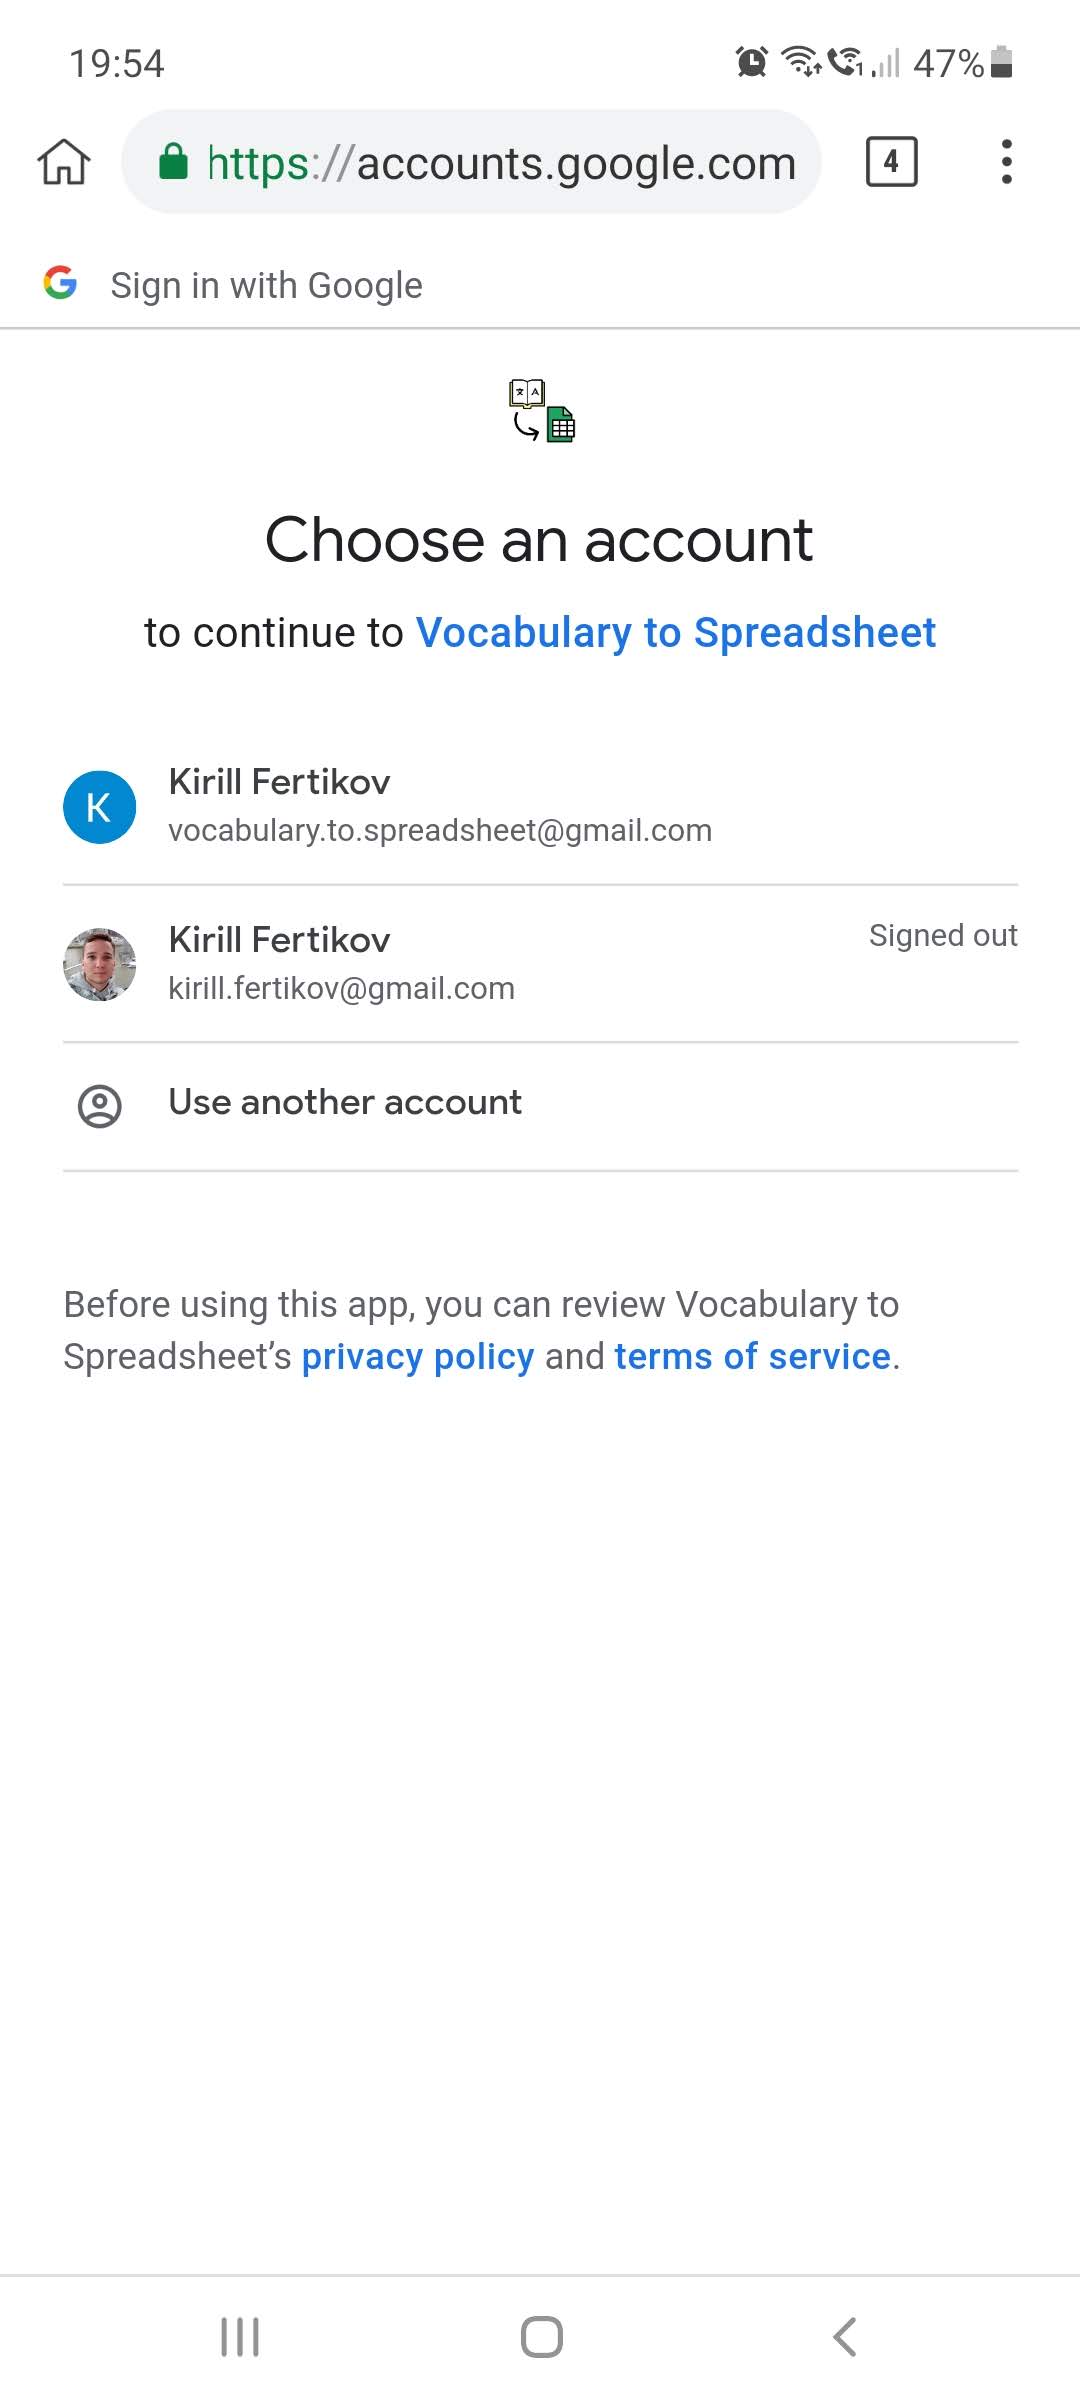 19:54
1
47%
https://accounts.google.com
4
Sign in with Google
文 A
Choose an account
to continue to Vocabulary to Spreadsheet
K
Kirill Fertikov
vocabulary.to.spreadsheet@gmail.com
Kirill Fertikov
Signed out
kirill.fertikov@gmail.com
Use another account
Before using this app, you can review Vocabulary to
Spreadsheet’s privacy policy and terms of service.